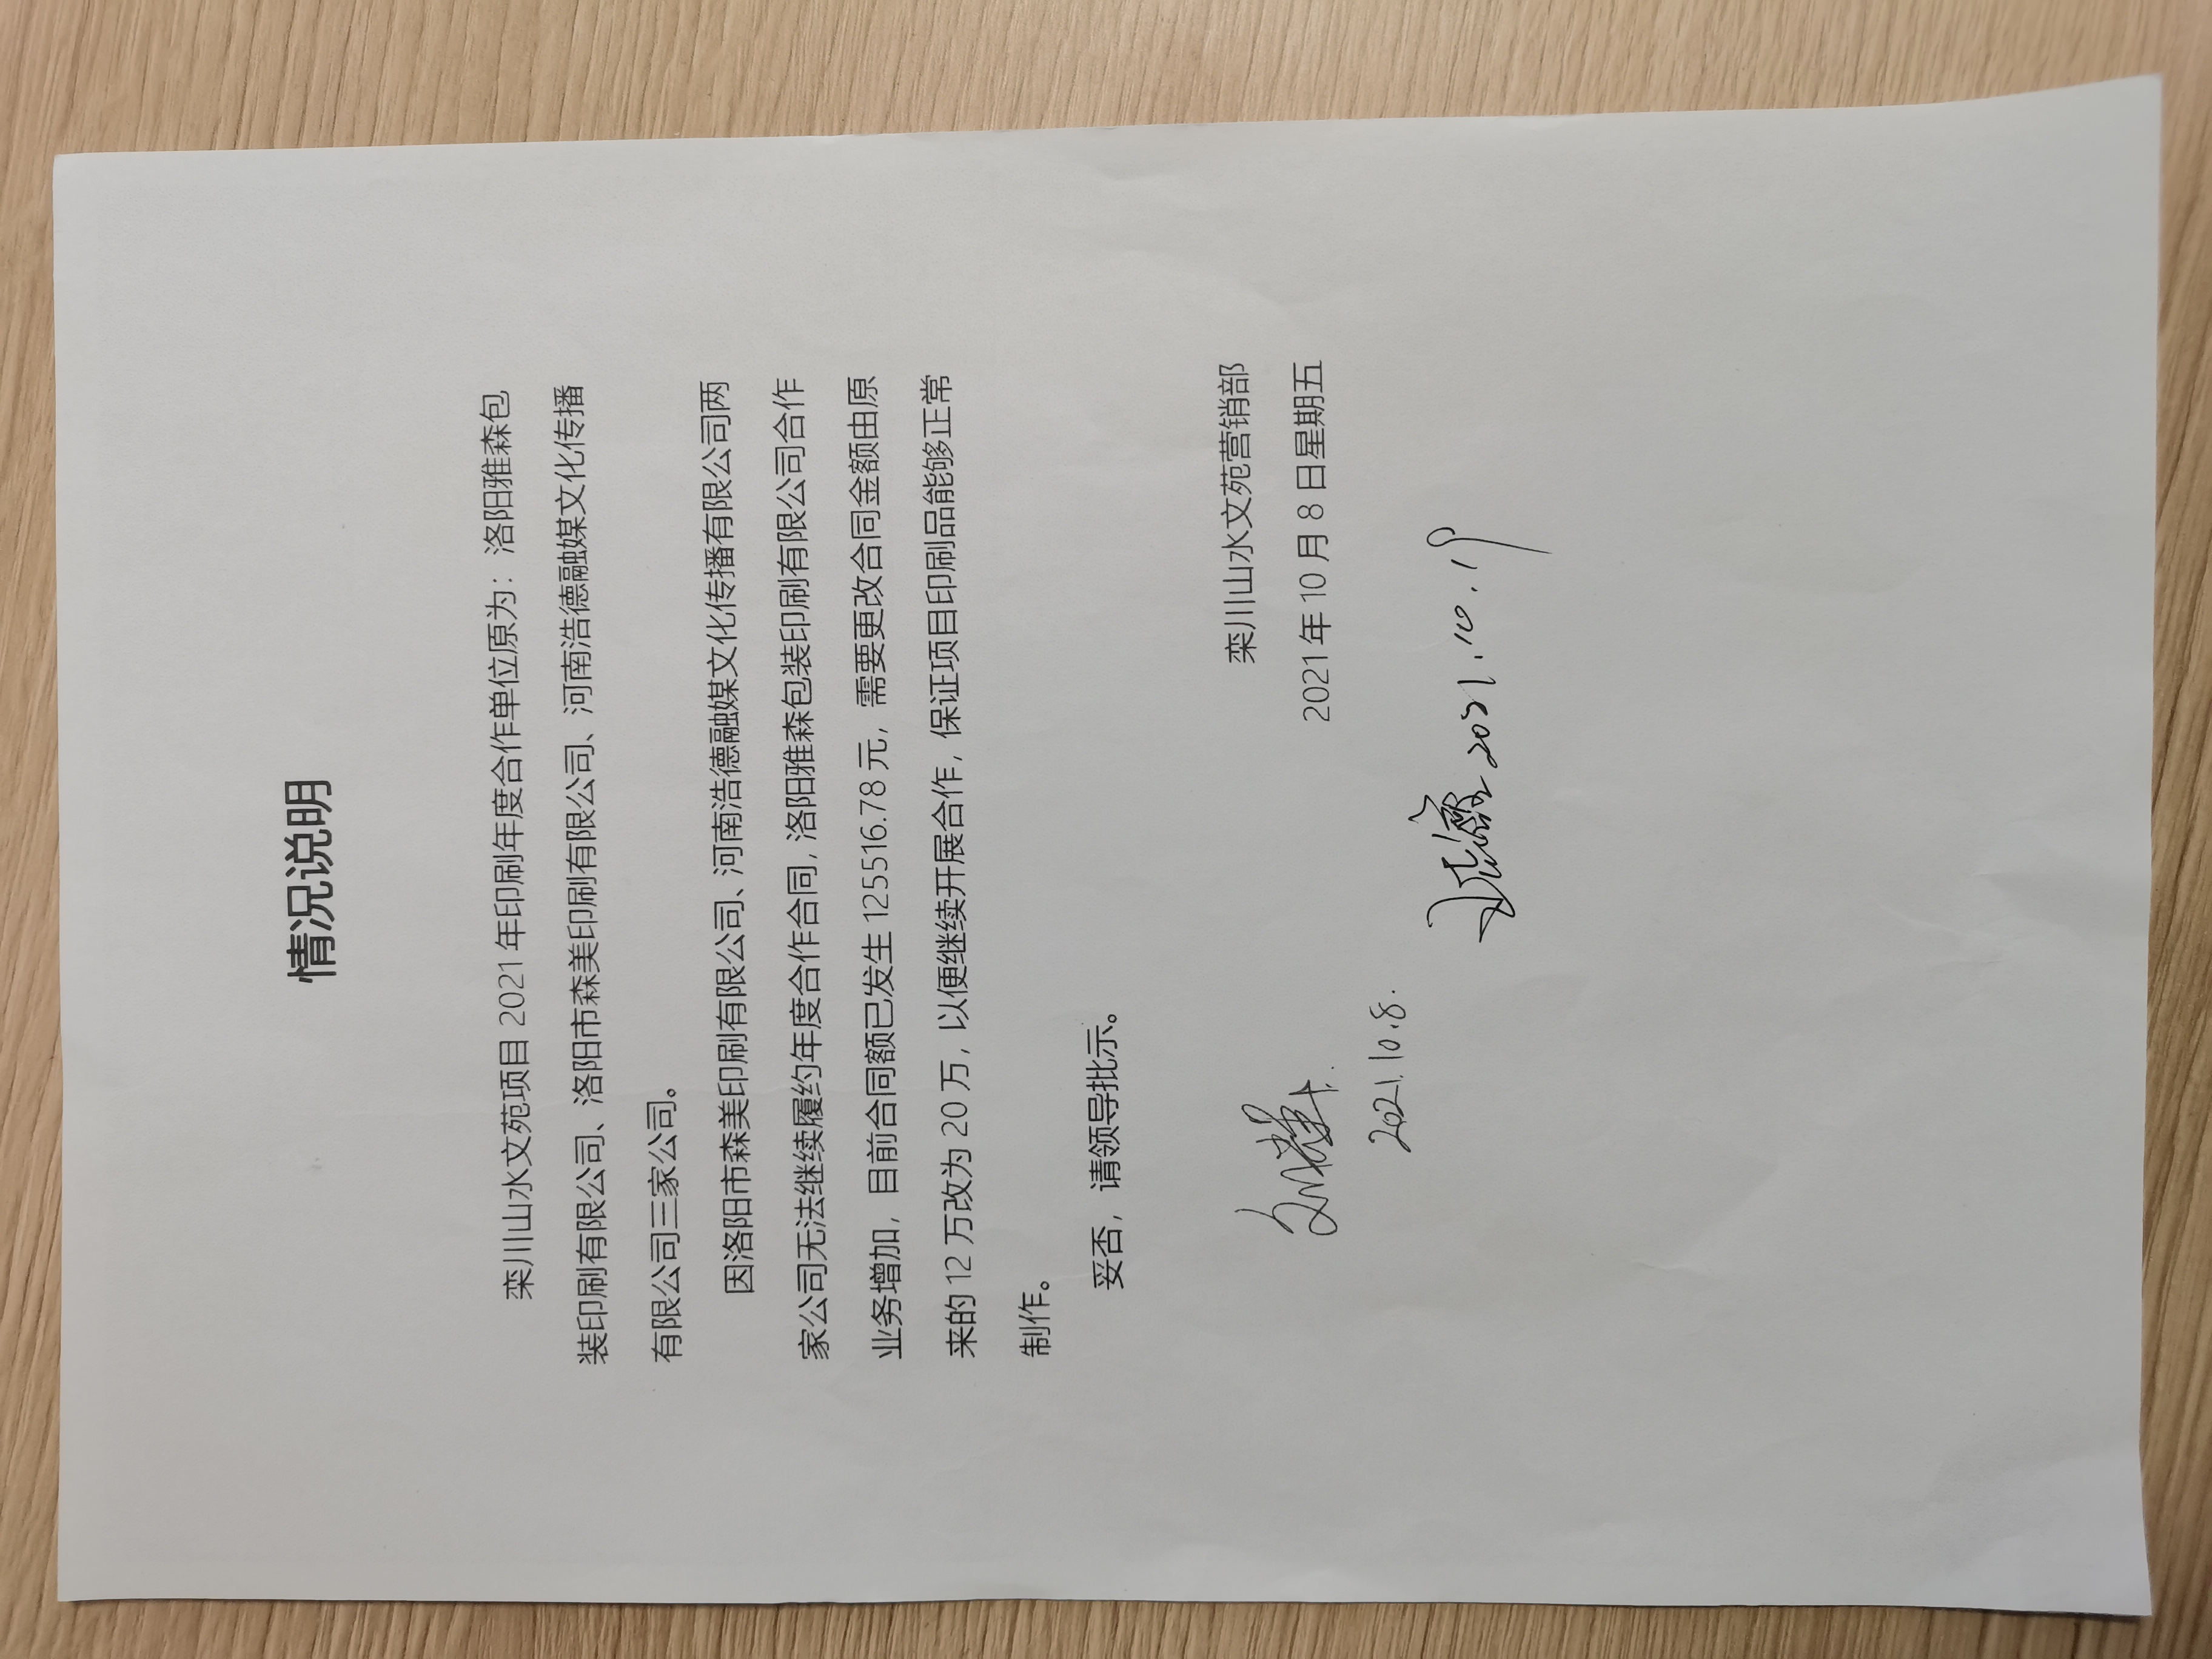 情况说明
栾川山水文苑项目 2021 年印刷年度合作单位原为：洛阳雅森包
装印刷有限公司、洛阳市森美印刷有限公司、河南浩德融媒文化传播
有限公司三家公司。
因洛阳市森美印刷有限公司、河南浩德融媒文化传播有限公司两
家公司无法继续履约年度合作合同，洛阳雅森包装印刷有限公司合作
业务增加，目前合同额已发生 125516.78 元，需要更改合同金额由原
来的 12 万改为 20 万，以便继续开展合作，保证项目印刷品能够正常
制作。
妥否，请领导批示。
栾川山水文苑营销部
2021 年 10 月 8 日星期五
2021.10.8.
2021.10.19